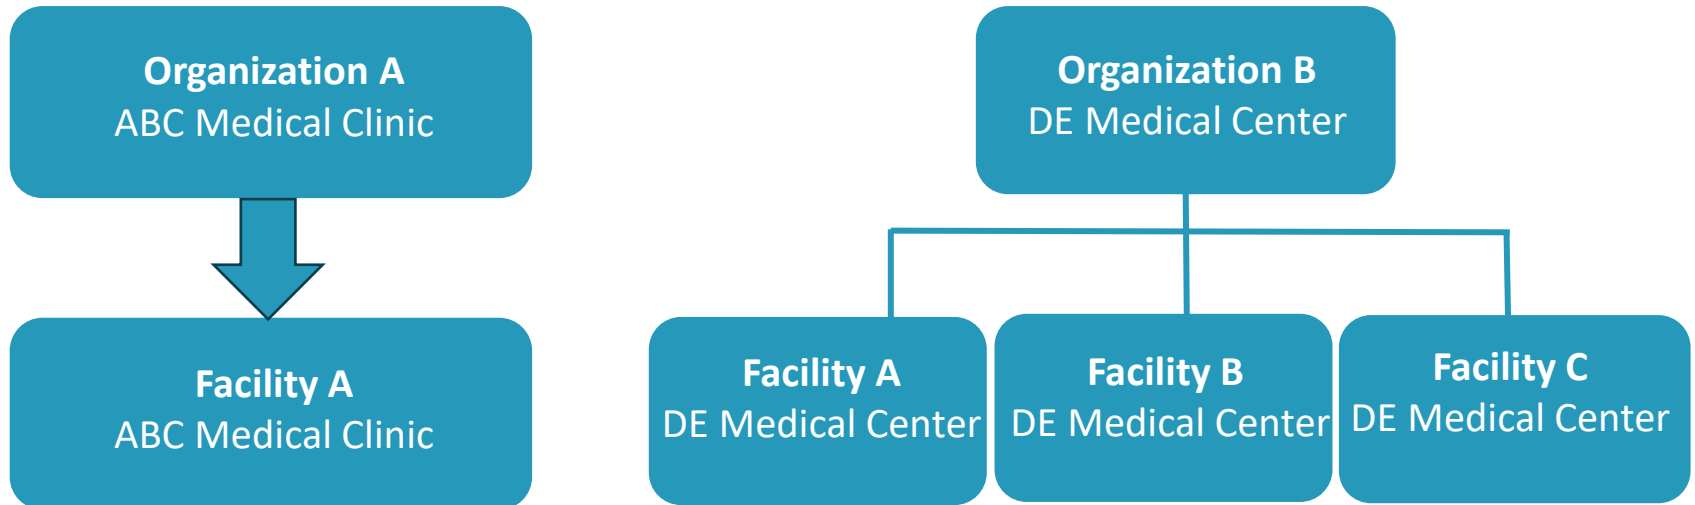 Organization A
ABC Medical Clinic
Facility A
ABC Medical Clinic
Organization B
DE Medical Center
Facility A
DE Medical Center
Facility B
DE Medical Center
Facility C
DE Medical Center